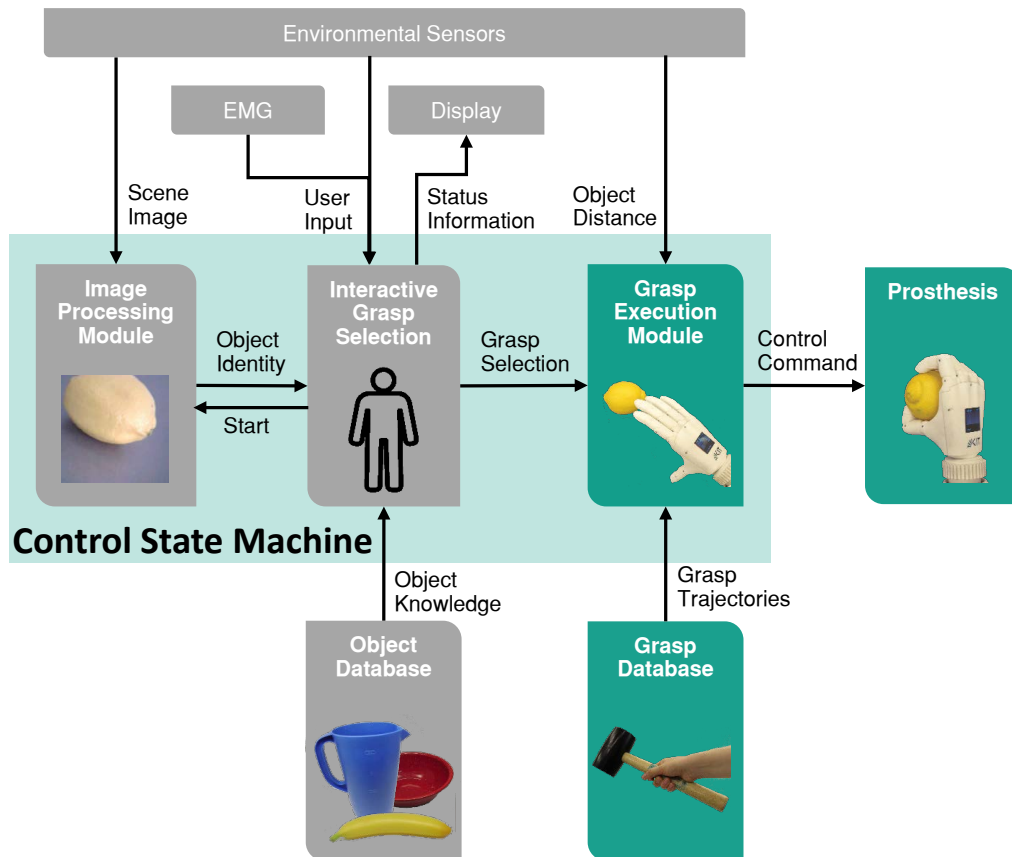 Environmental Sensors
EMG
Display
Scene
Image
User
Input
Status
Information
Object
Distance
Image
Processing
Module
Interactive
Grasp
Selection
Grasp
Execution
Module
Prosthesis
Object
Identity
Start
Grasp
Selection
Control
Command
KIT
KIT
Control State Machine
Object
Knowledge
Grasp
Trajectories
Object
Database
Grasp
Database